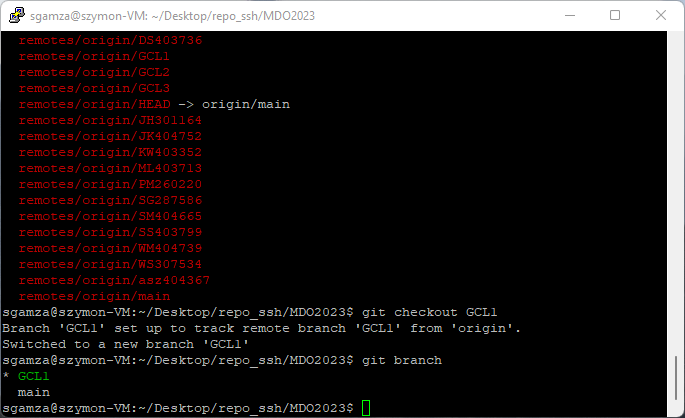 sgamza@szymon-VM: ~/Desktop/repo_ssh/MDO2023
remotes/origin/DS403736
remotes/origin/GCL1
remotes/origin/GCL2
remotes/origin/GCL3
remotes/origin/HEAD -> origin/main
remotes/origin/JH301164
remotes/origin/JK404752
remotes/origin/KW403352
remotes/origin/ML403713
remotes/origin/PM260220
remotes/origin/SG287586
remotes/origin/SM404665
remotes/origin/SS403799
remotes/origin/WM404739
remotes/origin/WS307534
remotes/origin/asz404367
remotes/origin/main
sgamza@szymon-VM:~/Desktop/repo_ssh/MDO2023$ git checkout GCL1
Branch 'GCL1' set up to track remote branch 'GCL1' from 'origin'.
Switched to a new branch 'GCL1'
sgamza@szymon-VM:~/Desktop/repo_ssh/MDO2023$ git branch
* GCL1
main
sgamza@szymon-VM:~/Desktop/repo_ssh/MDO2023$